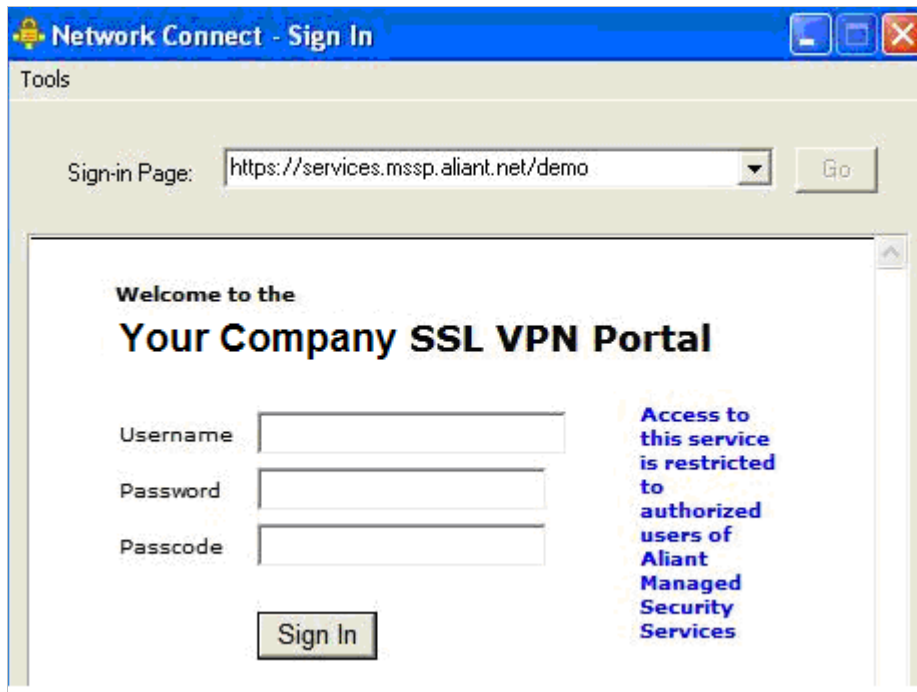 Network Connect - Sign In
Tools
Sign-in Page:
https://services.mssp.aliant.net/demo
Go
Welcome to the
Your Company SSL VPN Portal
Username
Password
Passcode
Sign In
Access to
this service
is restricted
to
authorized
users of
Aliant
Managed
Security
Services